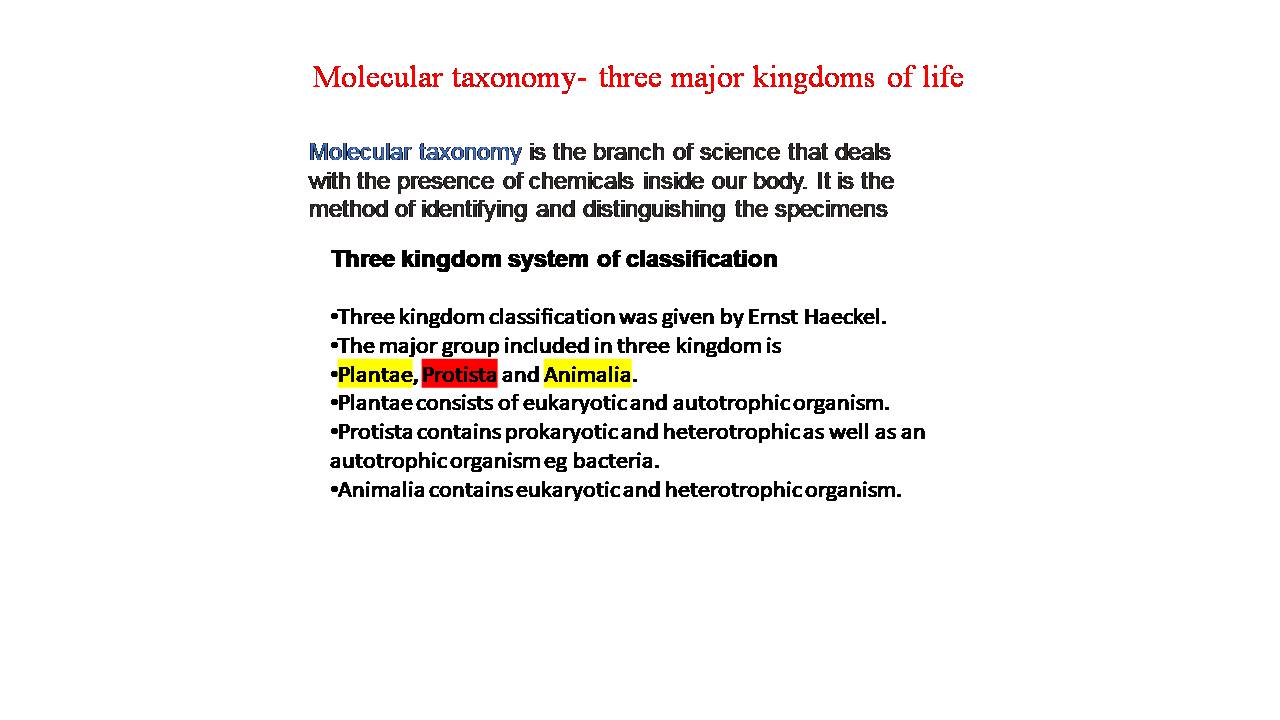 Molecular taxonomy- three major kingdoms of life
Molecular taxonomy is the branch of science that deals
with the presence of chemicals inside our body. It is the
method of identifying and distinguishing the specimens
Three kingdom system of classification
•Three kingdom classification was given by Ernst Haeckel.
•The major group included in three kingdom is
•Plantae, Protista and Animalia.
•Plantae consists of eukaryotic and autotrophic organism.
•Protista contains prokaryotic and heterotrophic as well as an
autotrophic organism eg bacteria.
•Animalia contains eukaryotic and heterotrophic organism.